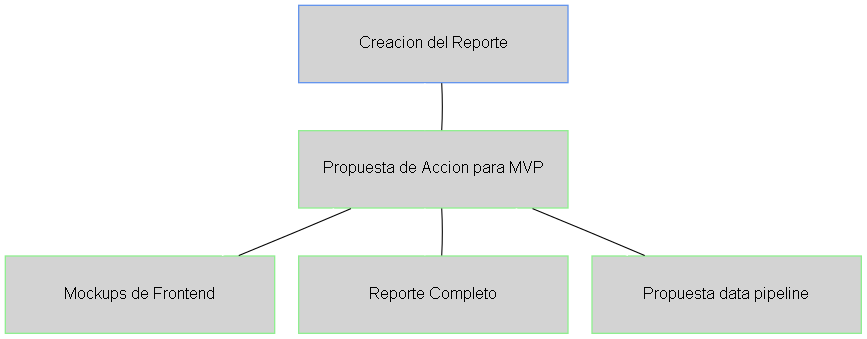 Creacion del Reporte
Propuesta de Accion para MVP
Mockups de Frontend
Reporte Completo
Propuesta data pipeline